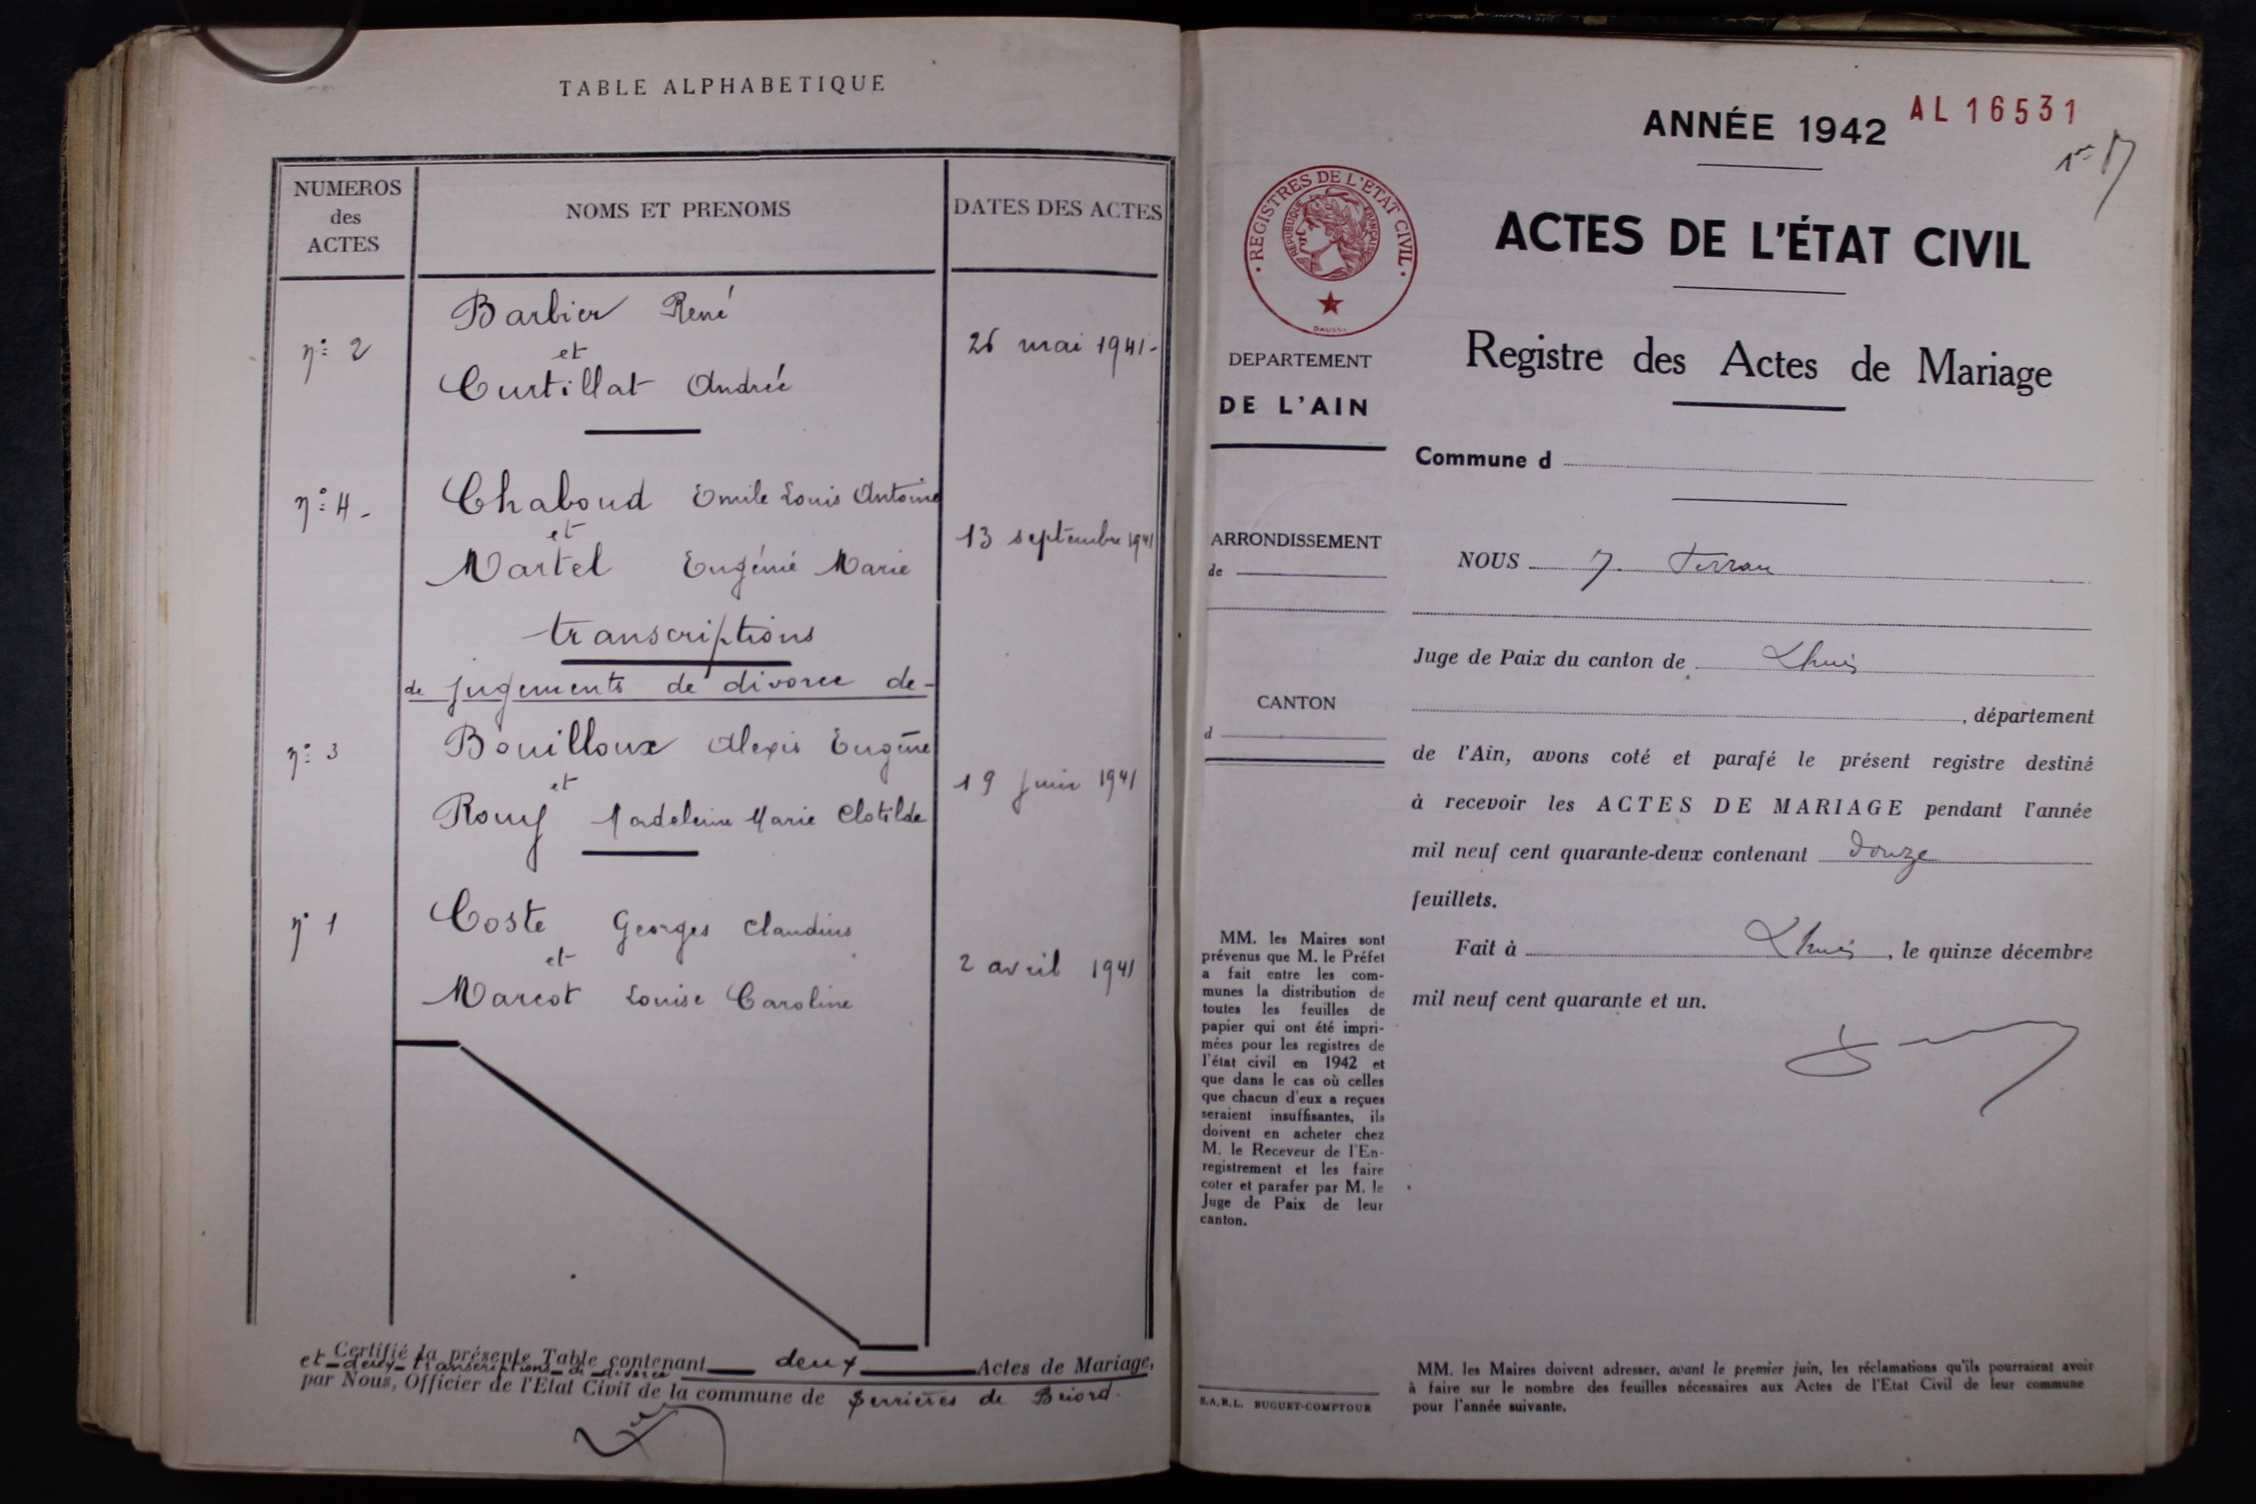 TABLE ALPHABETIQUE
NUMEROS
des
ACTES
NOMS ET PRENOMS
DATES DES ACTES
Barbier René
n° 2
et
26 mai 1941-
Curtillat Andrée
Chaboud Emile Louis Antoine
n° 4-
et
13 septembre 1941
Martel Eugénie Marie
transcriptions
de jugements de divorce de-
Bouilloux Alexis Eugène
n° 3
et
19 juin 1941
Rouy Madeleine Marie Clotilde
Coste Georges Claudius
n° 1
et
2 avril 1941
Marcot Louise Caroline
Certifié la présente Table contenant deux Actes de Mariage,
et deux transcriptions de divorce
par Nous, Officier de l'Etat Civil de la commune de Serrières de Briord.
ANNÉE 1942
AL 16531
ACTES DE L'ÉTAT CIVIL
Registre des Actes de Mariage
REGISTRES DE L'ETAT CIVIL
REPUBLIQUE FRANÇAISE
DAUSSY
DEPARTEMENT
DE L'AIN
Commune d
ARRONDISSEMENT
de
CANTON
d
NOUS J. Ferran
Juge de Paix du canton de Lhuis
, département
de l'Ain, avons coté et parafé le présent registre destiné
à recevoir les ACTES DE MARIAGE pendant l'année
mil neuf cent quarante-deux contenant douze
feuillets.
Fait à Lhuis, le quinze décembre
mil neuf cent quarante et un.
MM. les Maires sont
prévenus que M. le Préfet
a fait entre les com-
munes la distribution de
toutes les feuilles de
papier qui ont été impri-
mées pour les registres de
l'état civil en 1942 et
que dans le cas où celles
que chacun d'eux a reçues
seraient insuffisantes, ils
doivent en acheter chez
M. le Receveur de l'En-
registrement et les faire
coter et parafer par M. le
Juge de Paix de leur
canton.
S.A.R.L. BUGUET-COMPTOUR
MM. les Maires doivent adresser, avant le premier juin, les réclamations qu'ils pourraient avoir
à faire sur le nombre des feuilles nécessaires aux Actes de l'Etat Civil de leur commune
pour l'année suivante.